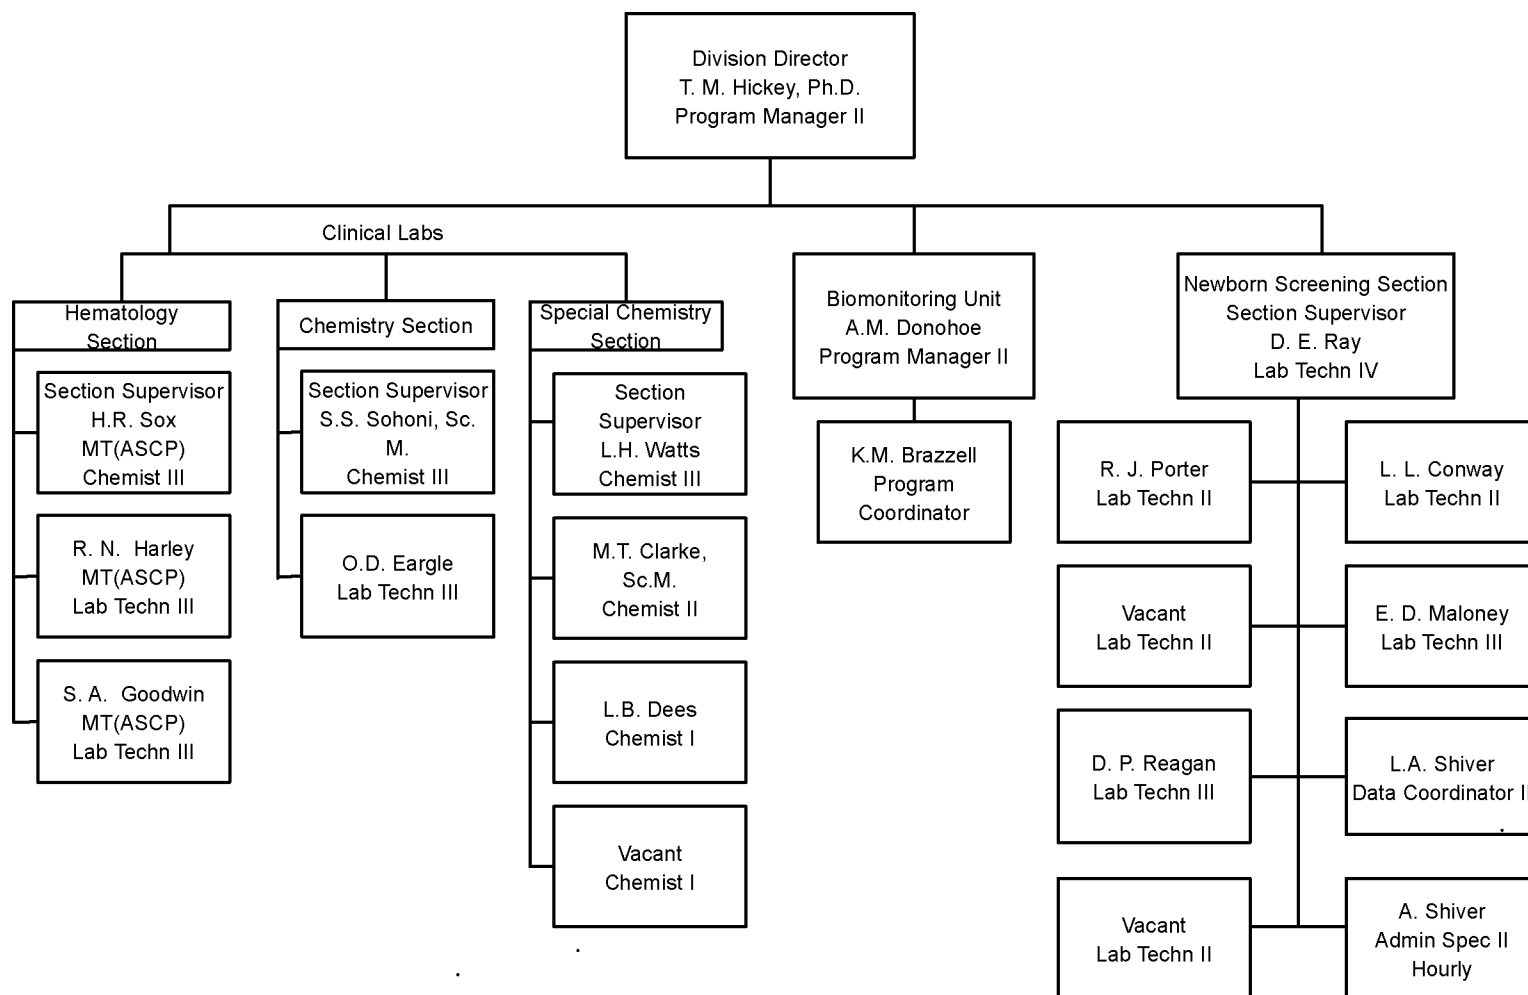 Division Director
T. M. Hickey, Ph.D.
Program Manager II
Clinical Labs
Hematology
Section
Section Supervisor
H.R. Sox
MT(ASCP)
Chemist III
R. N. Harley
MT(ASCP)
Lab Techn III
S. A. Goodwin
MT(ASCP)
Lab Techn III
Chemistry Section
Section Supervisor
S.S. Sohoni, Sc.
M.
Chemist III
O.D. Eargle
Lab Techn III
Special Chemistry
Section
Section
Supervisor
L.H. Watts
Chemist III
M.T. Clarke,
Sc.M.
Chemist II
L.B. Dees
Chemist I
Vacant
Chemist I
Biomonitoring Unit
A.M. Donohoe
Program Manager II
K.M. Brazzell
Program
Coordinator
Newborn Screening Section
Section Supervisor
D. E. Ray
Lab Techn IV
R. J. Porter
Lab Techn II
L. L. Conway
Lab Techn II
Vacant
Lab Techn II
E. D. Maloney
Lab Techn III
D. P. Reagan
Lab Techn III
L.A. Shiver
Data Coordinator II
Vacant
Lab Techn II
A. Shiver
Admin Spec II
Hourly